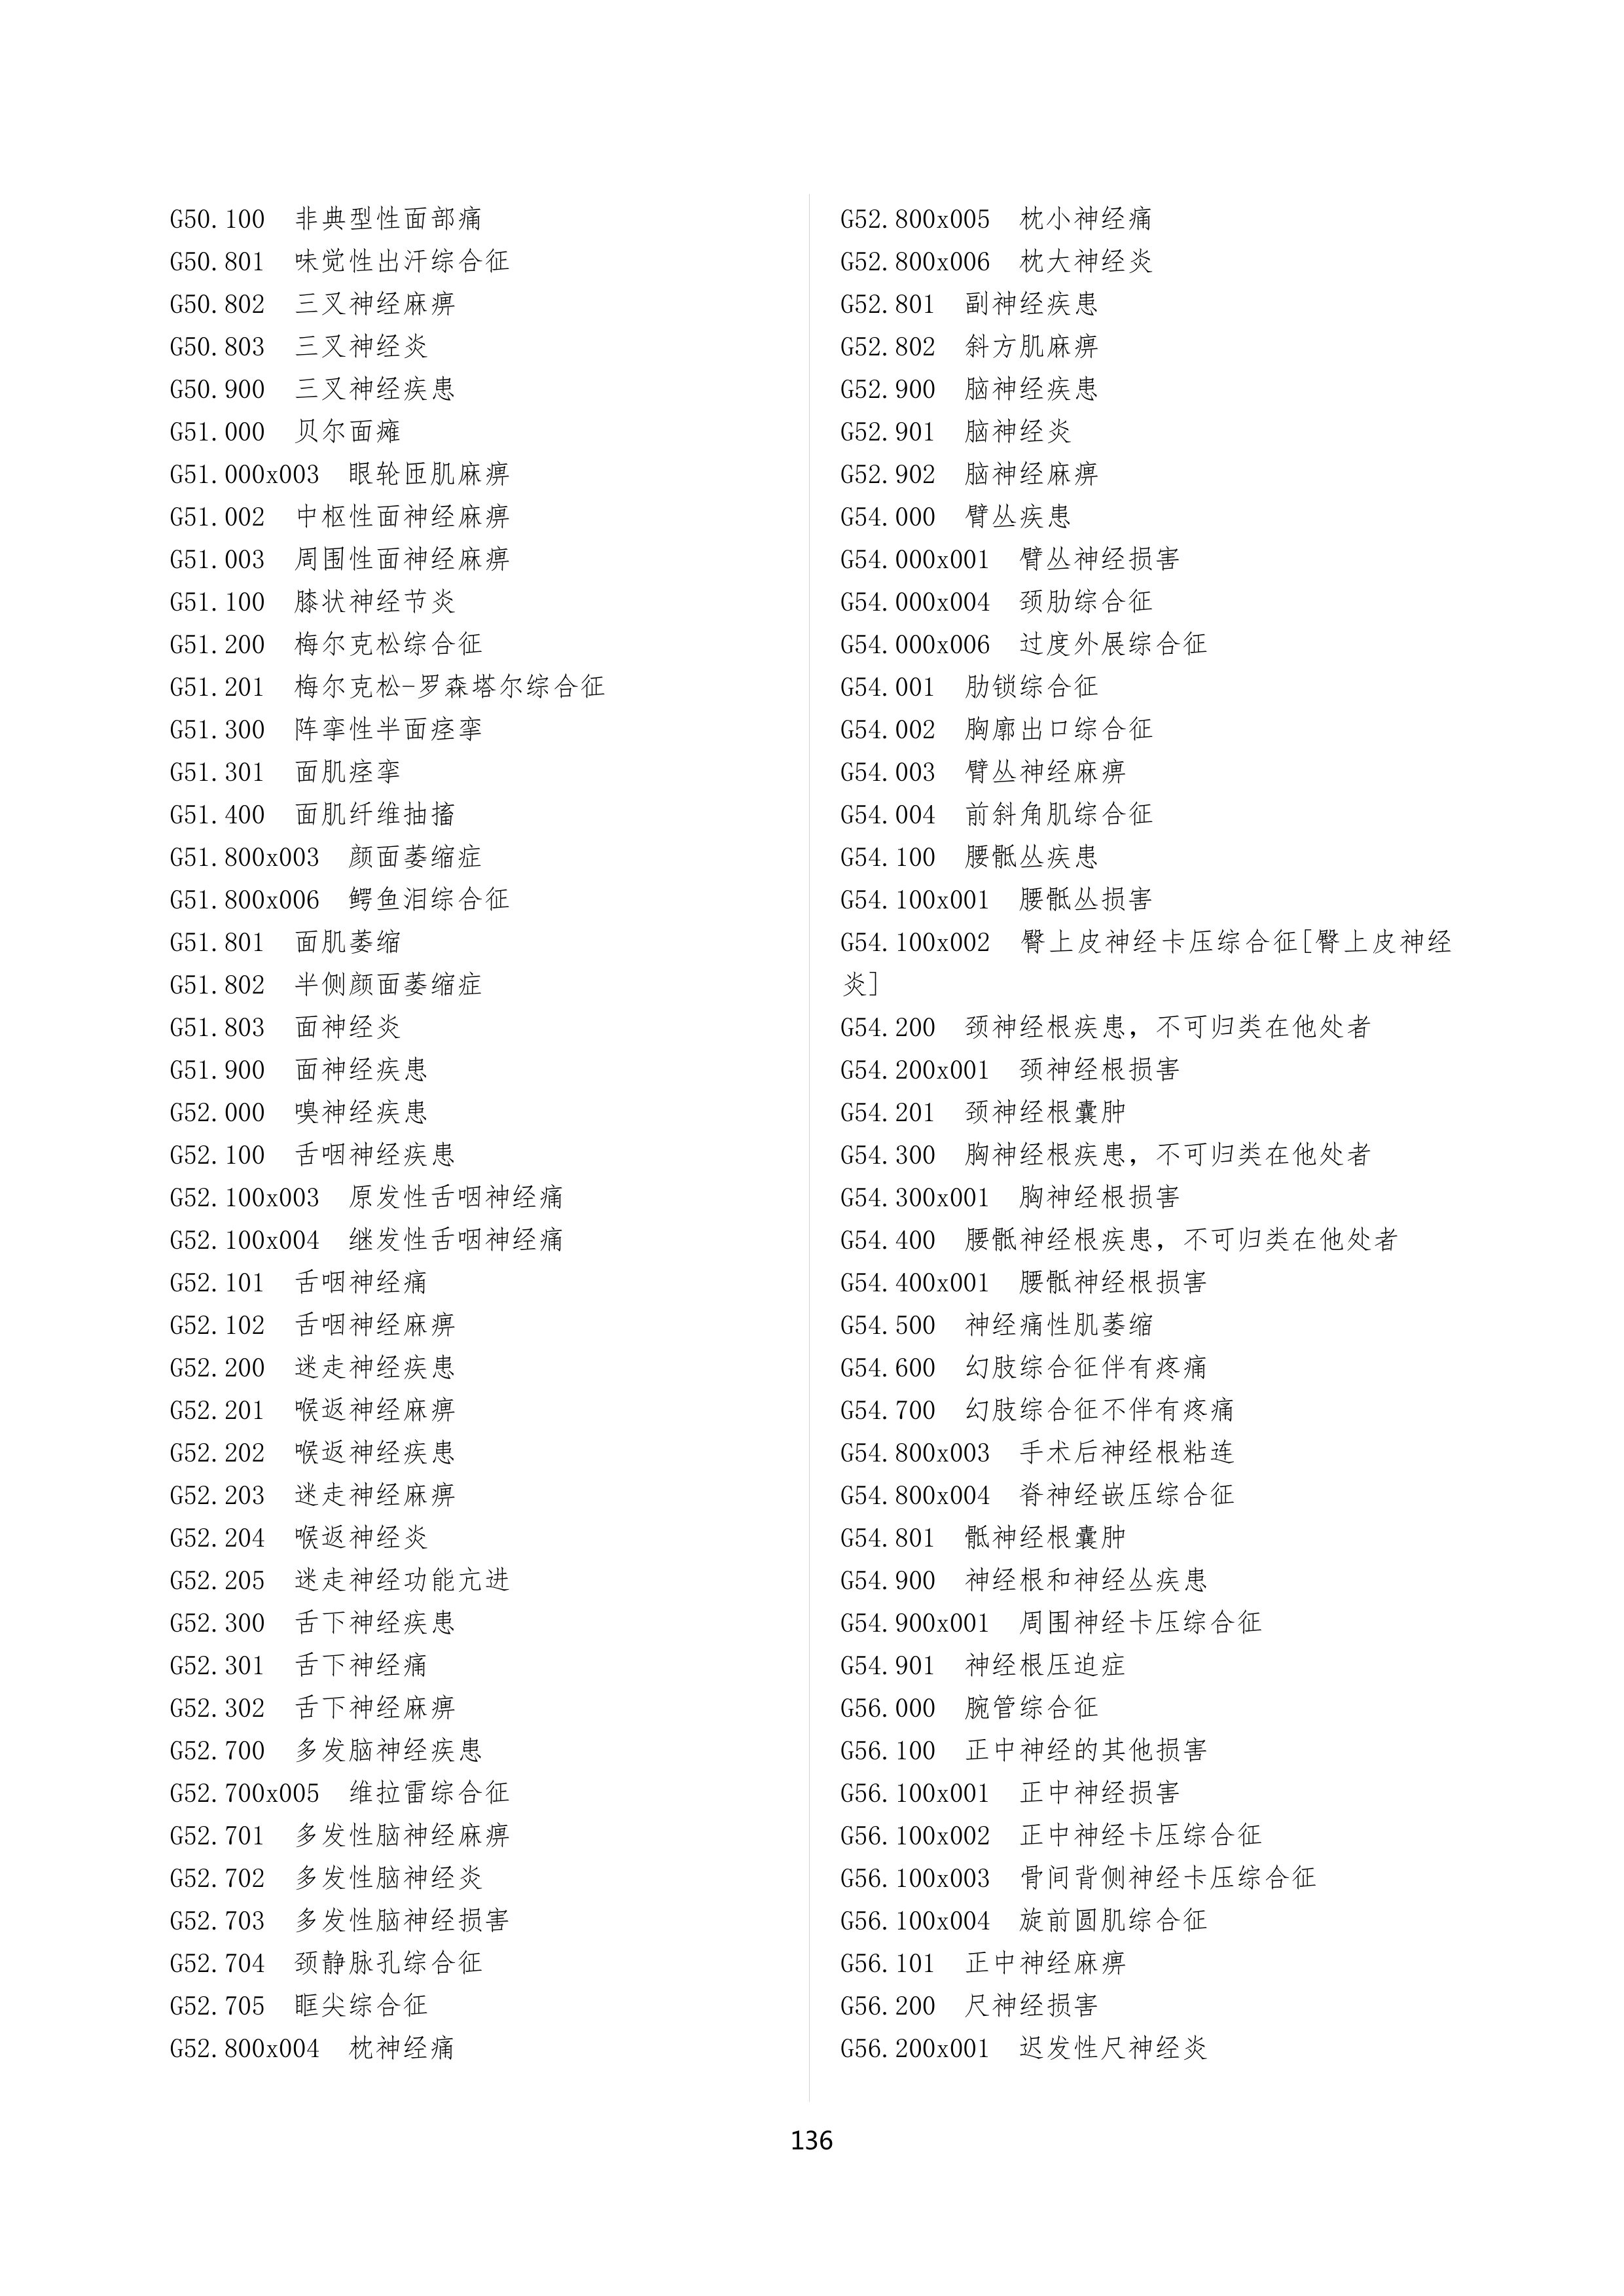 G50.100 非典型性面部痛
G50.801 味觉性出汗综合征
G50.802 三叉神经麻痹
G50.803 三叉神经炎
G50.900 三叉神经疾患
G51.000 贝尔面瘫
G51.000x003 眼轮匝肌麻痹
G51.002 中枢性面神经麻痹
G51.003 周围性面神经麻痹
G51.100 膝状神经节炎
G51.200 梅尔克松综合征
G51.201 梅尔克松-罗森塔尔综合征
G51.300 阵挛性半面痉挛
G51.301 面肌痉挛
G51.400 面肌纤维抽搐
G51.800x003 颜面萎缩症
G51.800x006 鳄鱼泪综合征
G51.801 面肌萎缩
G51.802 半侧颜面萎缩症
G51.803 面神经炎
G51.900 面神经疾患
G52.000 嗅神经疾患
G52.100 舌咽神经疾患
G52.100x003 原发性舌咽神经痛
G52.100x004 继发性舌咽神经痛
G52.101 舌咽神经痛
G52.102 舌咽神经麻痹
G52.200 迷走神经疾患
G52.201 喉返神经麻痹
G52.202 喉返神经疾患
G52.203 迷走神经麻痹
G52.204 喉返神经炎
G52.205 迷走神经功能亢进
G52.300 舌下神经疾患
G52.301 舌下神经痛
G52.302 舌下神经麻痹
G52.700 多发脑神经疾患
G52.700x005 维拉雷综合征
G52.701 多发性脑神经麻痹
G52.702 多发性脑神经炎
G52.703 多发性脑神经损害
G52.704 颈静脉孔综合征
G52.705 眶尖综合征
G52.800x004 枕神经痛
G52.800x005 枕小神经痛
G52.800x006 枕大神经炎
G52.801 副神经疾患
G52.802 斜方肌麻痹
G52.900 脑神经疾患
G52.901 脑神经炎
G52.902 脑神经麻痹
G54.000 臂丛疾患
G54.000x001 臂丛神经损害
G54.000x004 颈肋综合征
G54.000x006 过度外展综合征
G54.001 肋锁综合征
G54.002 胸廓出口综合征
G54.003 臂丛神经麻痹
G54.004 前斜角肌综合征
G54.100 腰骶丛疾患
G54.100x001 腰骶丛损害
G54.100x002 臀上皮神经卡压综合征[臀上皮神经
炎]
G54.200 颈神经根疾患，不可归类在他处者
G54.200x001 颈神经根损害
G54.201 颈神经根囊肿
G54.300 胸神经根疾患，不可归类在他处者
G54.300x001 胸神经根损害
G54.400 腰骶神经根疾患，不可归类在他处者
G54.400x001 腰骶神经根损害
G54.500 神经痛性肌萎缩
G54.600 幻肢综合征伴有疼痛
G54.700 幻肢综合征不伴有疼痛
G54.800x003 手术后神经根粘连
G54.800x004 脊神经嵌压综合征
G54.801 骶神经根囊肿
G54.900 神经根和神经丛疾患
G54.900x001 周围神经卡压综合征
G54.901 神经根压迫症
G56.000 腕管综合征
G56.100 正中神经的其他损害
G56.100x001 正中神经损害
G56.100x002 正中神经卡压综合征
G56.100x003 骨间背侧神经卡压综合征
G56.100x004 旋前圆肌综合征
G56.101 正中神经麻痹
G56.200 尺神经损害
G56.200x001 迟发性尺神经炎
136